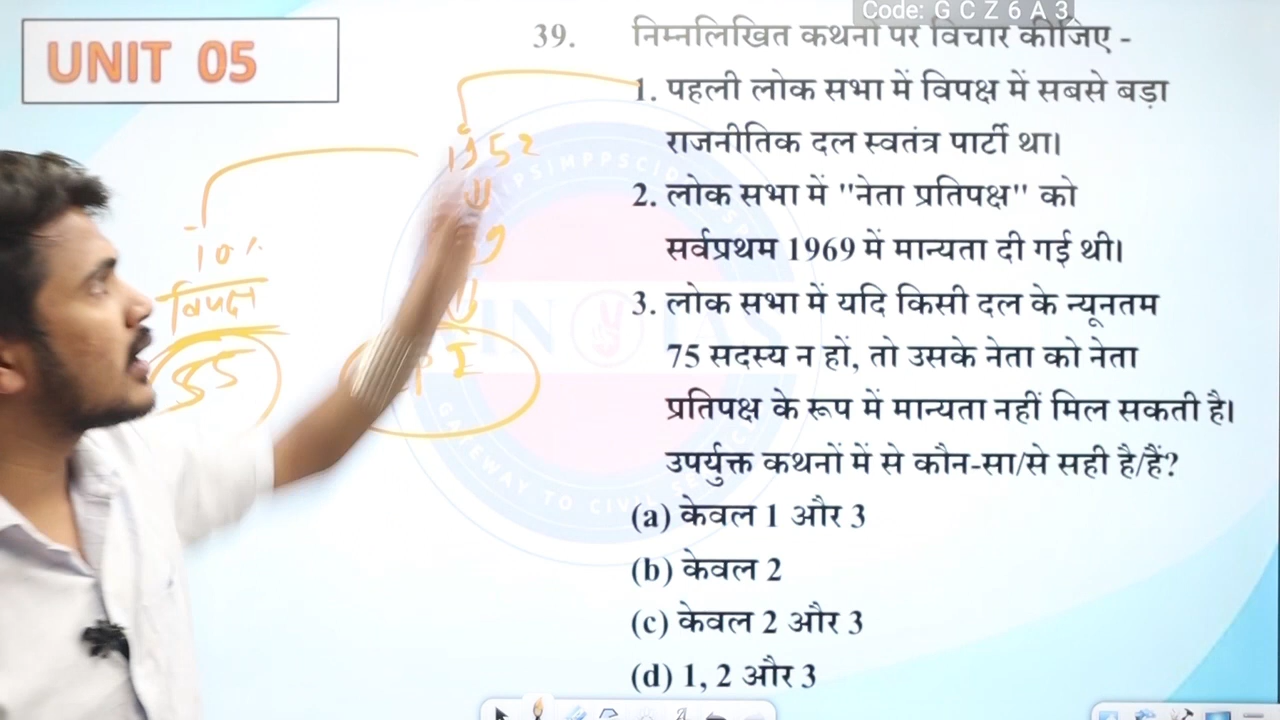 Code: G C Z 6 A 3
UNIT 05
39. निम्नलिखित कथनों पर विचार कीजिए -
1. पहली लोक सभा में विपक्ष में सबसे बड़ा
राजनीतिक दल स्वतंत्र पार्टी था।
2. लोक सभा में "नेता प्रतिपक्ष" को
सर्वप्रथम 1969 में मान्यता दी गई थी।
3. लोक सभा में यदि किसी दल के न्यूनतम
75 सदस्य न हों, तो उसके नेता को नेता
प्रतिपक्ष के रूप में मान्यता नहीं मिल सकती है।
उपर्युक्त कथनों में से कौन-सा/से सही है/हैं?
(a) केवल 1 और 3
(b) केवल 2
(c) केवल 2 और 3
(d) 1, 2 और 3
1952
10%
विपक्ष
55